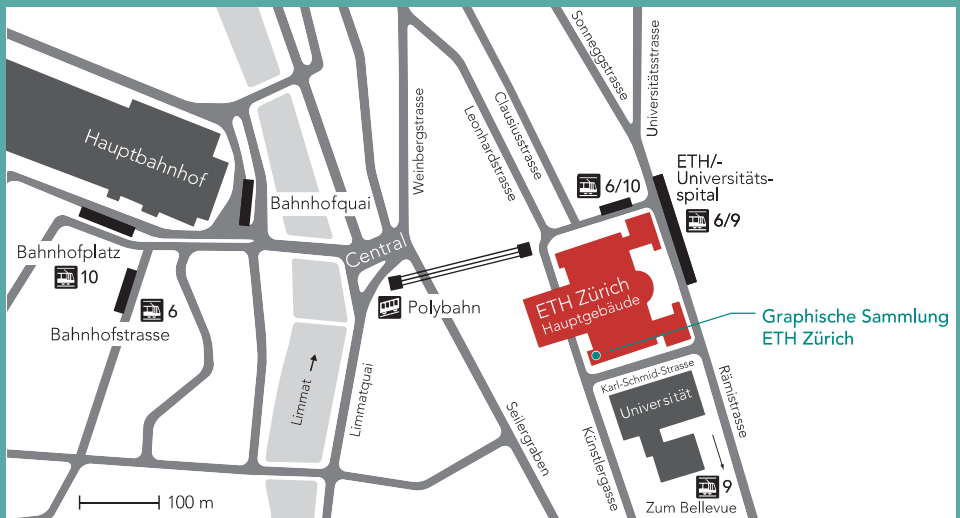 Hauptbahnhof
Bahnhofquai
Bahnhofplatz
10
6
Bahnhofstrasse
Central
Polybahn
Weinbergstrasse
Leonhardstrasse
Clausiusstrasse
Sonneggstrasse
Universitätsstrasse
6/10
ETH/-
Universitäts-
spital
6/9
ETH Zürich
Hauptgebäude
Graphische Sammlung
ETH Zürich
Karl-Schmid-Strasse
Universität
Rämistrasse
Künstlergasse
Seilergraben
Limmatquai
Limmat →
9
Zum Bellevue
100 m